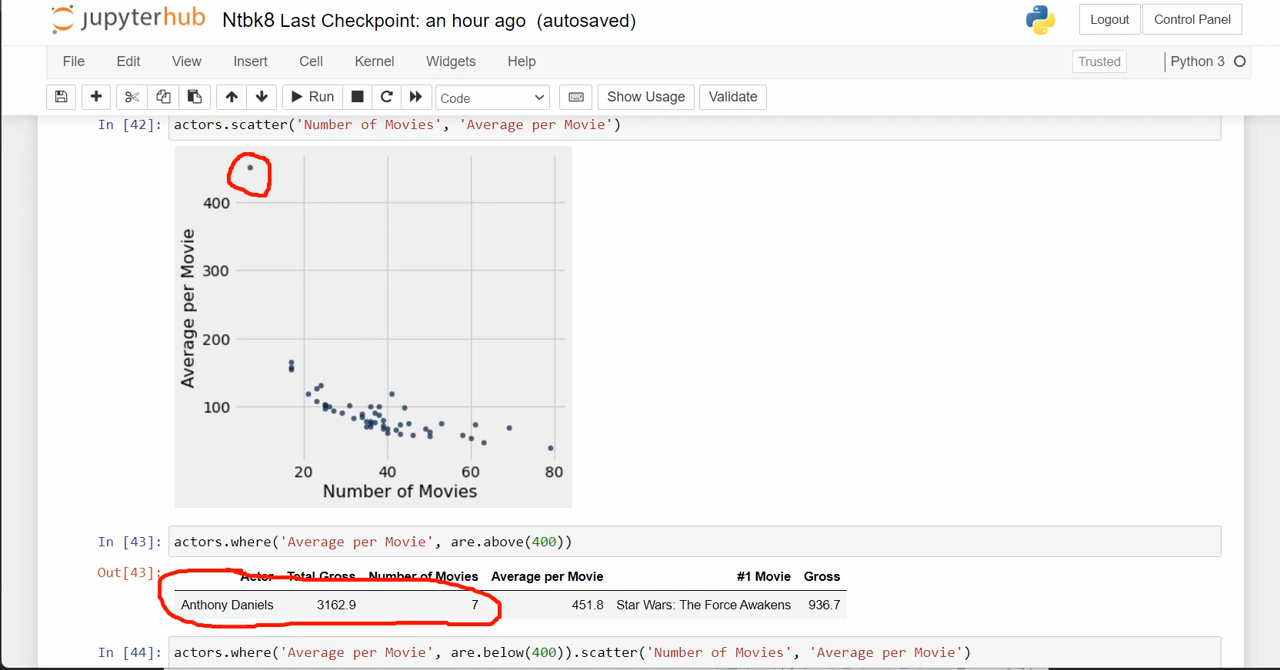 jupyterhub Ntbk8 Last Checkpoint: an hour ago (autosaved) Logout Control Panel
File Edit View Insert Cell Kernel Widgets Help Trusted Python 3
Run Code Show Usage Validate
In [42]: actors.scatter('Number of Movies', 'Average per Movie')
400
300
200
100
Average per Movie
20 40 60 80
Number of Movies
In [43]: actors.where('Average per Movie', are.above(400))
Out[43]: Actor Total Gross Number of Movies Average per Movie #1 Movie Gross
Anthony Daniels 3162.9 7 451.8 Star Wars: The Force Awakens 936.7
In [44]: actors.where('Average per Movie', are.below(400)).scatter('Number of Movies', 'Average per Movie')